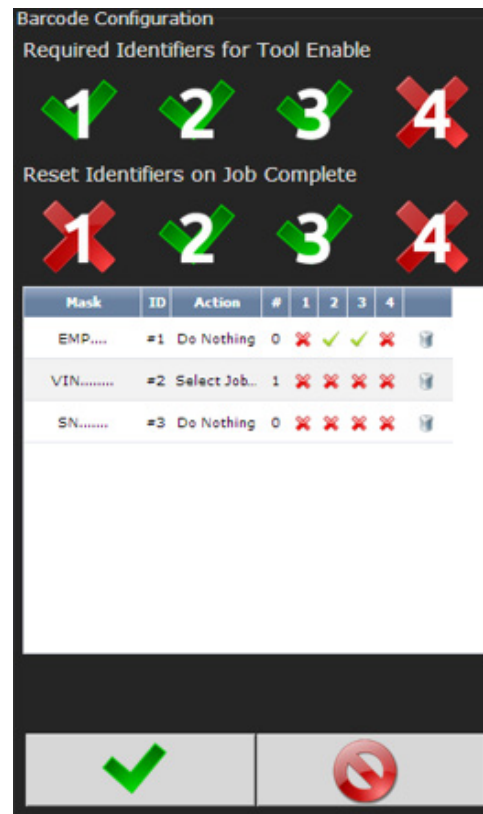 Barcode Configuration
Required Identifiers for Tool Enable
1 2 3 4
Reset Identifiers on Job Complete
1 2 3 4
Mask ID Action # 1 2 3 4
EMP.... #1 Do Nothing 0
VIN........ #2 Select Job... 1
SN....... #3 Do Nothing 0